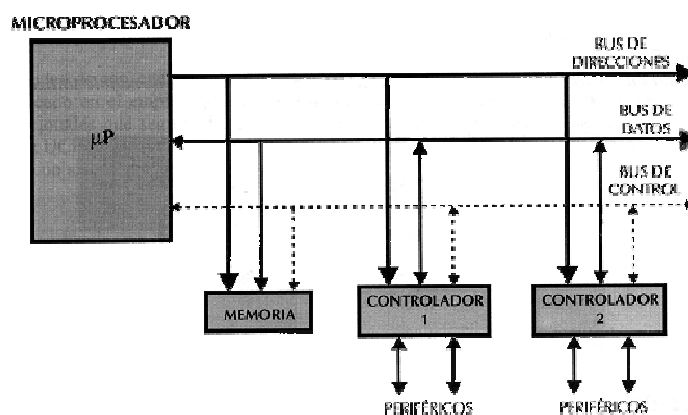 MICROPROCESADOR
µP
BUS DE
DIRECCIONES
BUS DE
DATOS
BUS DE
CONTROL
MEMORIA
CONTROLADOR
1
CONTROLADOR
2
PERIFÉRICOS
PERIFÉRICOS